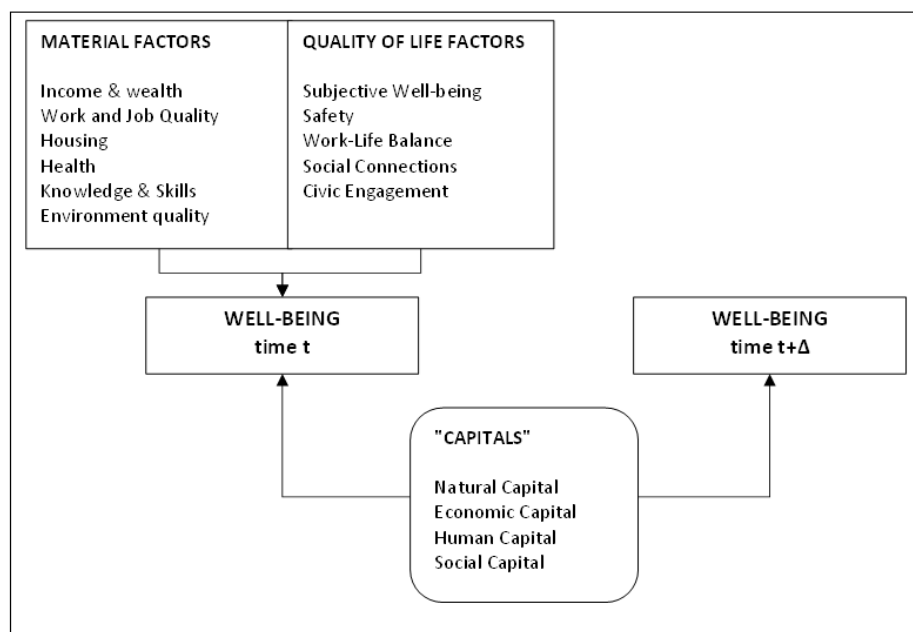 MATERIAL FACTORS
Income & wealth
Work and Job Quality
Housing
Health
Knowledge & Skills
Environment quality
QUALITY OF LIFE FACTORS
Subjective Well-being
Safety
Work-Life Balance
Social Connections
Civic Engagement
WELL-BEING
time t
WELL-BEING
time t+Δ
"CAPITALS"
Natural Capital
Economic Capital
Human Capital
Social Capital